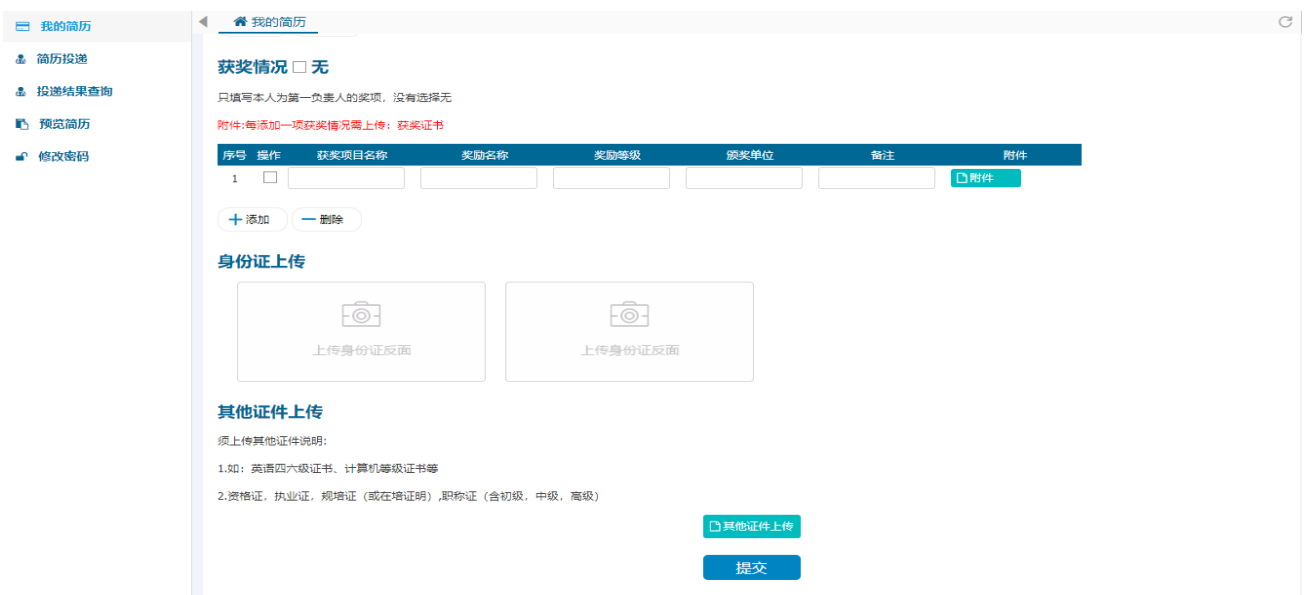 我的简历
简历投递
投递结果查询
预览简历
修改密码
我的简历
获奖情况 无
只填写本人为第一负责人的奖项，没有选择无
附件:每添加一项获奖情况需上传：获奖证书
序号 操作 获奖项目名称 奖励名称 奖励等级 颁奖单位 备注 附件
1 附件
添加 删除
身份证上传
上传身份证反面 上传身份证反面
其他证件上传
须上传其他证件说明:
1.如：英语四六级证书、计算机等级证书等
2.资格证，执业证，规培证（或在培证明）,职称证（含初级，中级，高级）
其他证件上传
提交